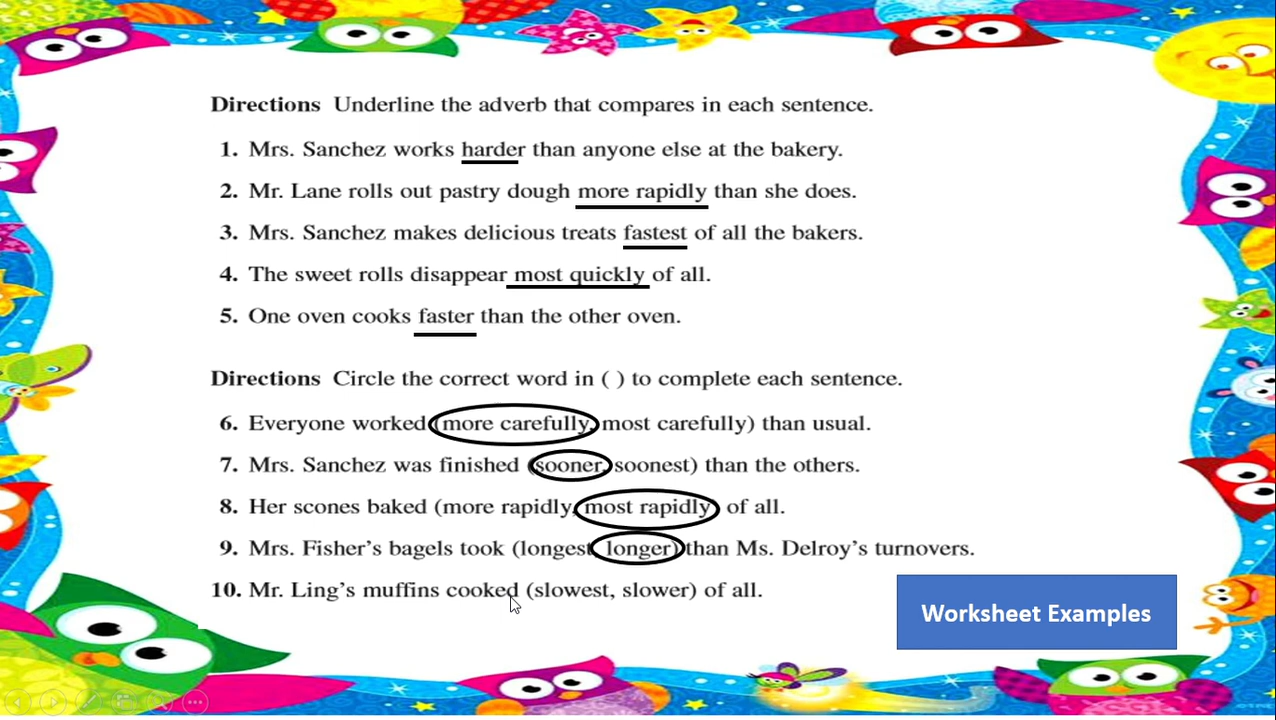 Directions Underline the adverb that compares in each sentence.
1. Mrs. Sanchez works harder than anyone else at the bakery.
2. Mr. Lane rolls out pastry dough more rapidly than she does.
3. Mrs. Sanchez makes delicious treats fastest of all the bakers.
4. The sweet rolls disappear most quickly of all.
5. One oven cooks faster than the other oven.
Directions Circle the correct word in ( ) to complete each sentence.
6. Everyone worked (more carefully, most carefully) than usual.
7. Mrs. Sanchez was finished (sooner, soonest) than the others.
8. Her scones baked (more rapidly, most rapidly) of all.
9. Mrs. Fisher's bagels took (longest, longer) than Ms. Delroy's turnovers.
10. Mr. Ling's muffins cooked (slowest, slower) of all.
Worksheet Examples